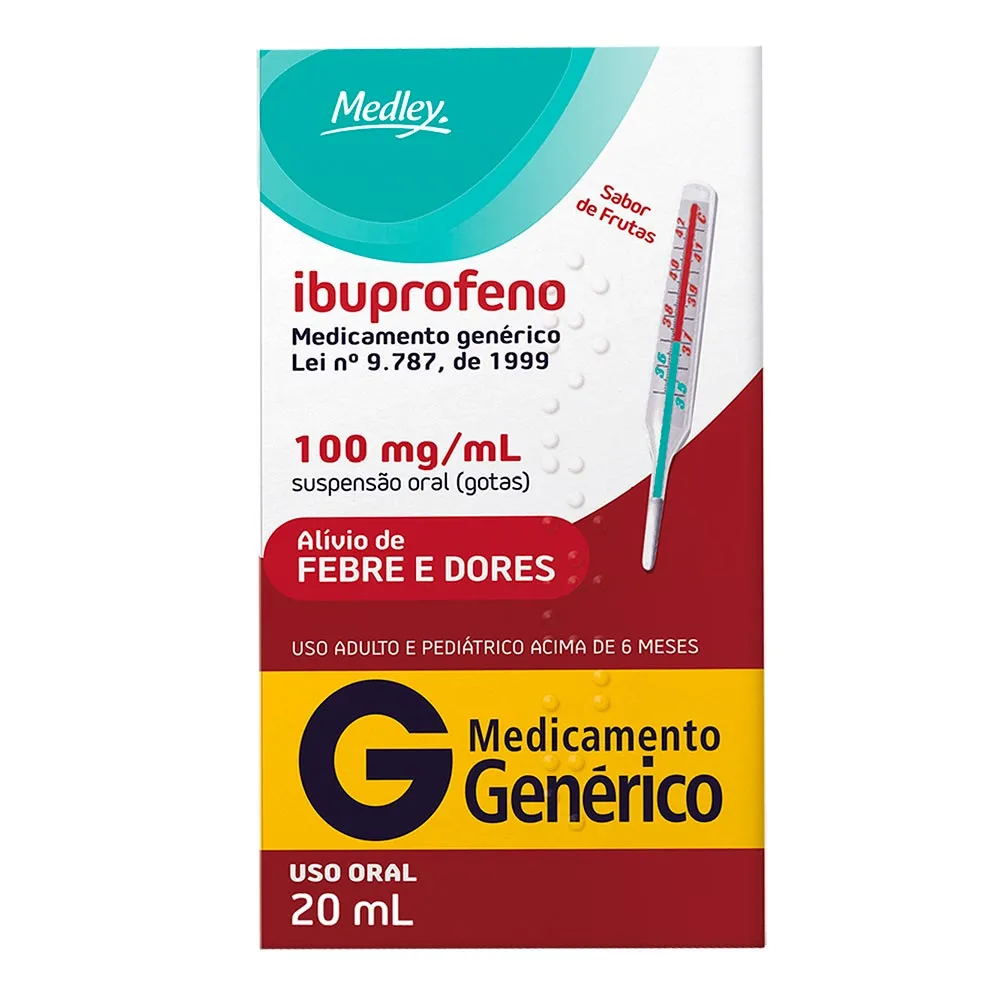 Medley.
Sabor
de Frutas
ibuprofeno
Medicamento genérico
Lei nº 9.787, de 1999
100 mg/mL
suspensão oral (gotas)
Alívio de
FEBRE E DORES
USO ADULTO E PEDIÁTRICO ACIMA DE 6 MESES
G Medicamento
Genérico
USO ORAL
20 mL